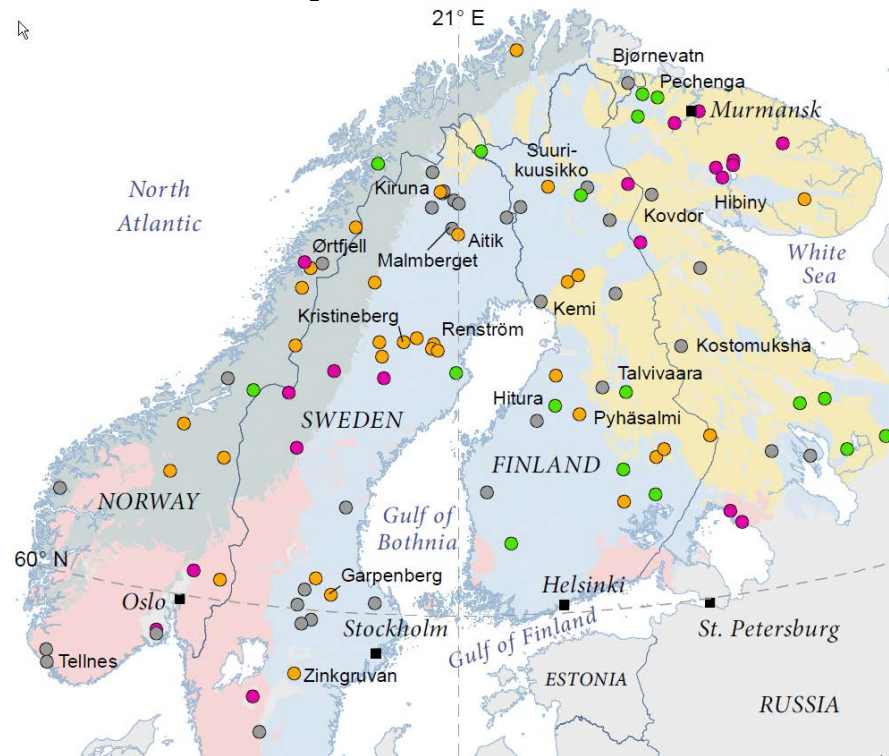 21° E
Bjørnevatn
Pechenga
Murmansk
North
Atlantic
Suuri-
kuusikko
Kiruna
Hibiny
Kovdor
Ørtfjell
Aitik
Malmberget
White
Sea
Kristineberg
Renström
Kemi
Kostomuksha
Talvivaara
Hitura
Pyhäsalmi
SWEDEN
FINLAND
NORWAY
Gulf of
Bothnia
60° N
Garpenberg
Helsinki
Oslo
Stockholm
Gulf of Finland
St. Petersburg
Tellnes
Zinkgruvan
ESTONIA
RUSSIA